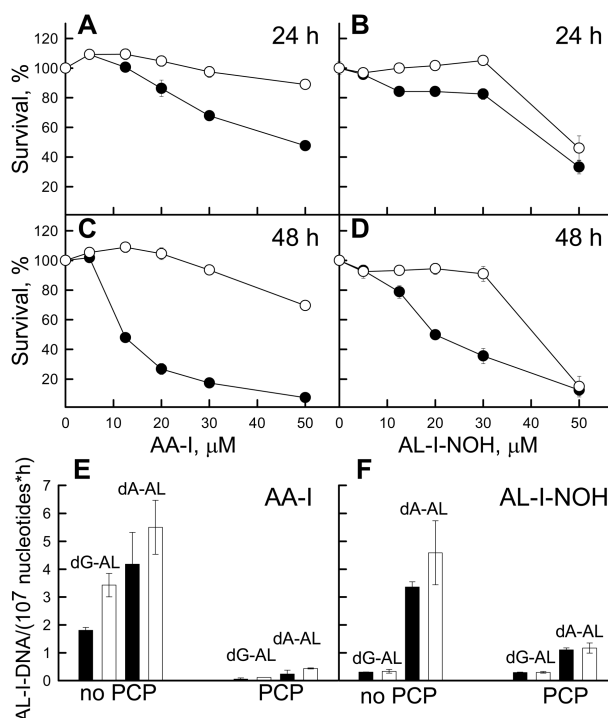 A 24 h
B 24 h
Survival, %
120
100
80
60
40
20
C 48 h
D 48 h
Survival, %
120
100
80
60
40
20
0 10 20 30 40 50
0 10 20 30 40 50
AA-I, μM
AL-I-NOH, μM
E AA-I
F AL-I-NOH
AL-I-DNA/(10⁷ nucleotides*h)
7
6
5
4
3
2
1
0
dG-AL
dA-AL
dG-AL
dA-AL
no PCP
PCP
dG-AL
dA-AL
dG-AL
dA-AL
no PCP
PCP